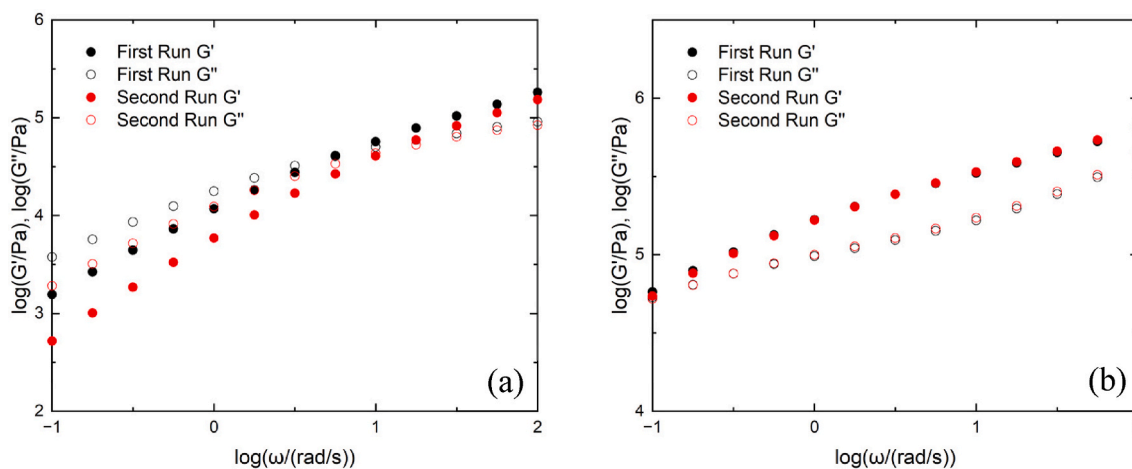 6
5
4
3
2
−1
0
1
2
log(G'/Pa), log(G"/Pa)
log(ω/(rad/s))
First Run G'
First Run G"
Second Run G'
Second Run G"
(a)
6
5
4
−1
0
1
log(G'/Pa), log(G"/Pa)
log(ω/(rad/s))
First Run G'
First Run G"
Second Run G'
Second Run G"
(b)